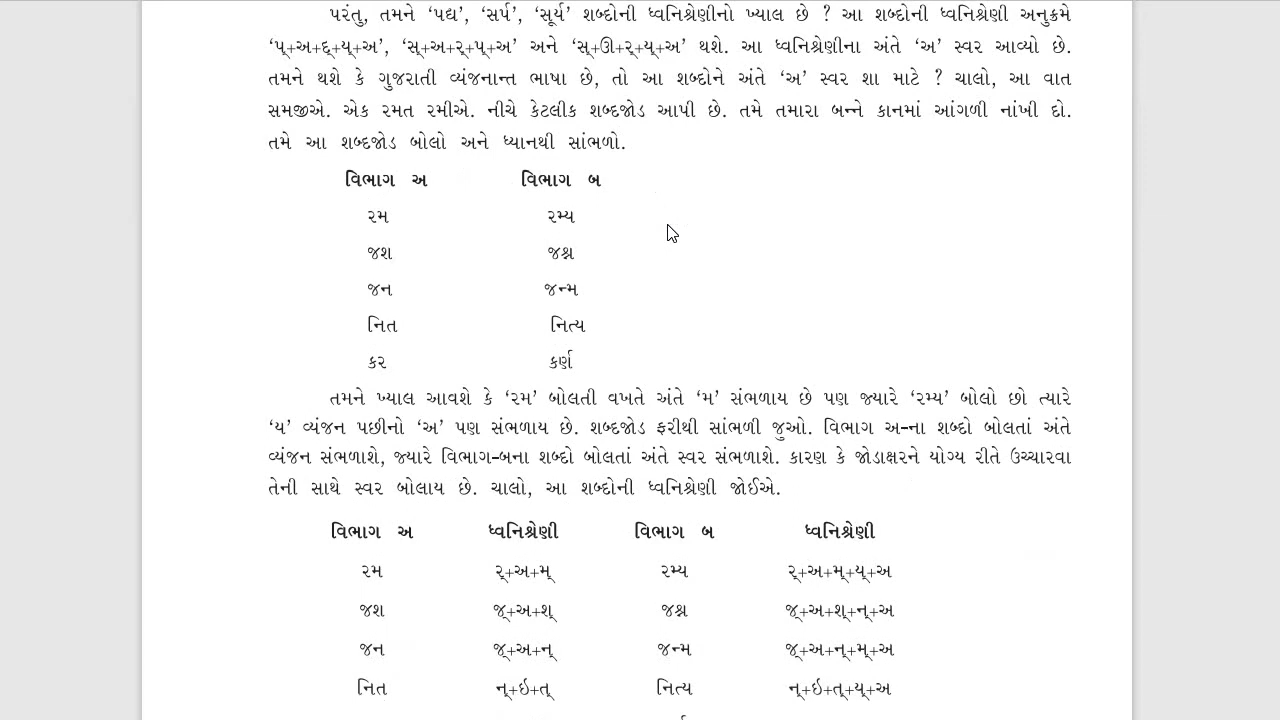 પરંતુ, તમને ‘પદ્ય’, ‘સર્પ’, ‘સૂર્ય’ શબ્દોની ધ્વનિશ્રેણીનો ખ્યાલ છે ? આ શબ્દોની ધ્વનિશ્રેણી અનુક્રમે
‘પ્+અ+દ્+ય્+અ’, ‘સ્+અ+ર્+પ્+અ’ અને ‘સ્+ઊ+ર્+ય્+અ’ થશે. આ ધ્વનિશ્રેણીના અંતે ‘અ’ સ્વર આવ્યો છે.
તમને થશે કે ગુજરાતી વ્યંજનાન્ત ભાષા છે, તો આ શબ્દોને અંતે ‘અ’ સ્વર શા માટે ? ચાલો, આ વાત
સમજીએ. એક રમત રમીએ. નીચે કેટલીક શબ્દજોડ આપી છે. તમે તમારા બન્ને કાનમાં આંગળી નાંખી દો.
તમે આ શબ્દજોડ બોલો અને ધ્યાનથી સાંભળો.
વિભાગ અ વિભાગ બ
રમ રમ્ય
જશ જશ્ન
જન જન્મ
નિત નિત્ય
કર કર્ણ
તમને ખ્યાલ આવશે કે ‘રમ’ બોલતી વખતે અંતે ‘મ’ સંભળાય છે પણ જ્યારે ‘રમ્ય’ બોલો છો ત્યારે
‘ય’ વ્યંજન પછીનો ‘અ’ પણ સંભળાય છે. શબ્દજોડ ફરીથી સાંભળી જુઓ. વિભાગ અ-ના શબ્દો બોલતાં અંતે
વ્યંજન સંભળાશે, જ્યારે વિભાગ-બના શબ્દો બોલતાં અંતે સ્વર સંભળાશે. કારણ કે જોડાક્ષરને યોગ્ય રીતે ઉચ્ચારવા
તેની સાથે સ્વર બોલાય છે. ચાલો, આ શબ્દોની ધ્વનિશ્રેણી જોઈએ.
વિભાગ અ ધ્વનિશ્રેણી વિભાગ બ ધ્વનિશ્રેણી
રમ ર્+અ+મ્ રમ્ય ર્+અ+મ્+ય્+અ
જશ જ્+અ+શ્ જશ્ન જ્+અ+શ્+ન્+અ
જન જ્+અ+ન્ જન્મ જ્+અ+ન્+મ્+અ
નિત ન્+ઇ+ત્ નિત્ય ન્+ઇ+ત્+ય્+અ